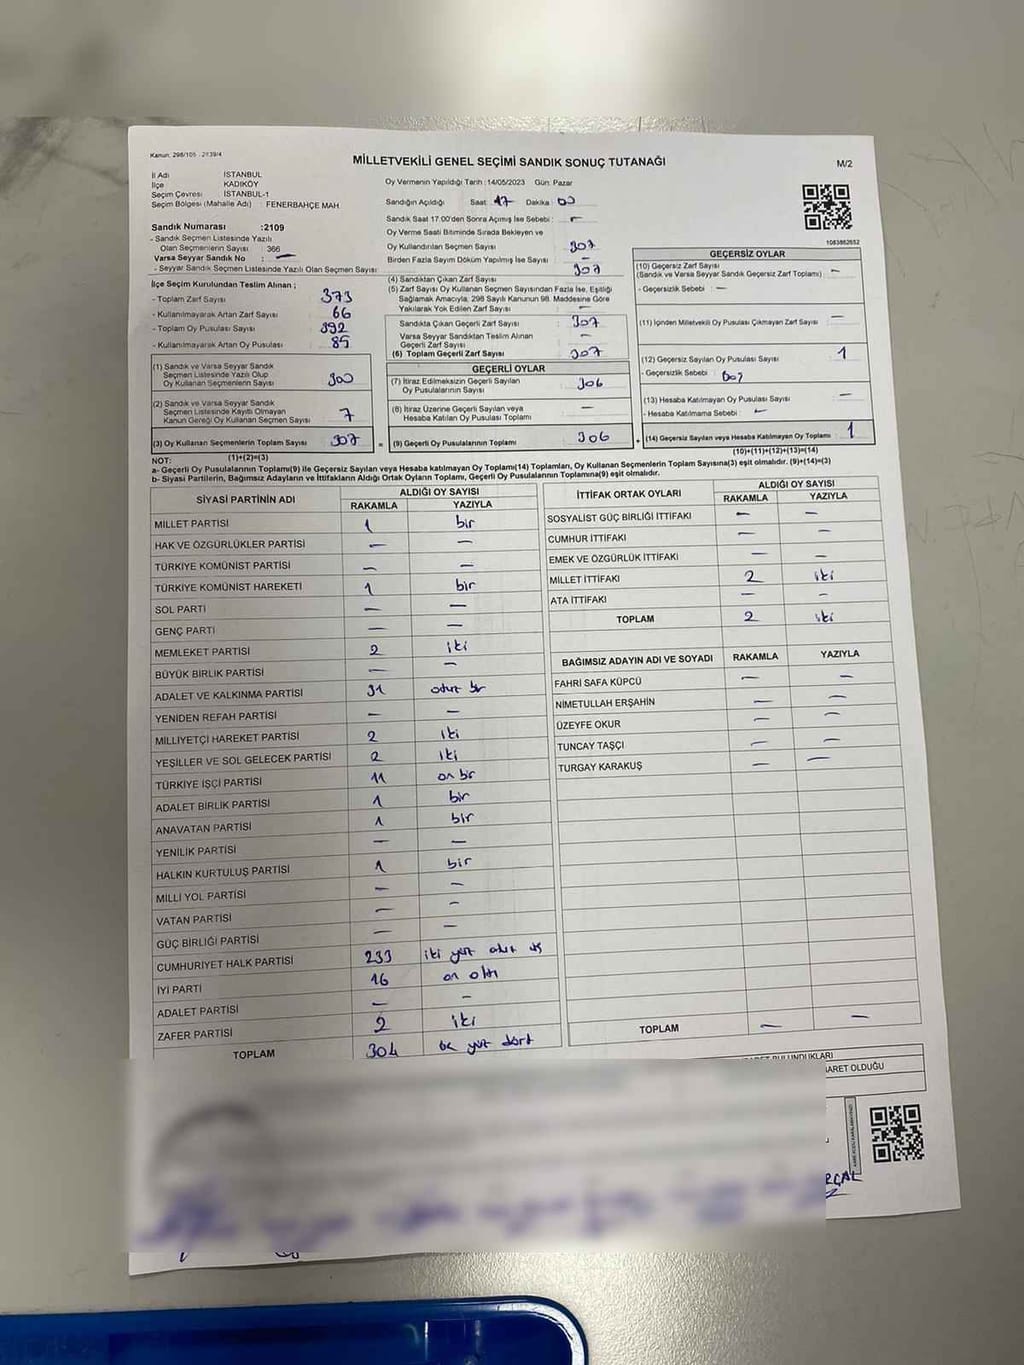 Kanun: 298/105 - 2839/4
MİLLETVEKİLİ GENEL SEÇİMİ SANDIK SONUÇ TUTANAĞI
M/2
İl Adı İSTANBUL
İlçe KADIKÖY
Seçim Çevresi İSTANBUL-1
Seçim Bölgesi (Mahalle Adı) : FENERBAHÇE MAH
Oy Vermenin Yapıldığı Tarih : 14/05/2023 Gün: Pazar
Sandığın Açıldığı Saat 17 Dakika 00
Sandık Saat 17.00'den Sonra Açımış İse Sebebi : –
Oy Verme Saati Bitiminde Sırada Bekleyen ve
Oy Kullandırılan Seçmen Sayısı 307
Birden Fazla Sayım Dökümü Yapılmış İse Sayısı : –
Sandık Numarası :2109
- Sandık Seçmen Listesinde Yazılı
Olan Seçmenlerin Sayısı : 366
Varsa Seyyar Sandık No : —
- Seyyar Sandık Seçmen Listesinde Yazılı Olan Seçmen Sayısı
İlçe Seçim Kurulundan Teslim Alınan ;
- Toplam Zarf Sayısı : 373
- Kullanılmayarak Artan Zarf Sayısı : 66
- Toplam Oy Pusulası Sayısı : 392
- Kullanılmayarak Artan Oy Pusulası : 85
(1) Sandık ve Varsa Seyyar Sandık
Seçmen Listesinde Yazılı Olup
Oy Kullanan Seçmenlerin Sayısı 300
(2) Sandık ve Varsa Seyyar Sandık
Seçmen Listesinde Kayıtlı Olmayan
Kanun Gereği Oy Kullanan Seçmen Sayısı 7
(3) Oy Kullanan Seçmenlerin Toplam Sayısı 307
(1)+(2)=(3)
(4) Sandıktan Çıkan Zarf Sayısı 307
(5) Zarf Sayısı Oy Kullanan Seçmen Sayısından Fazla İse, Eşitliği
Sağlamak Amacıyla, 298 Sayılı Kanunun 98. Maddesine Göre
Yakılarak Yok Edilen Zarf Sayısı —
Sandıkta Çıkan Geçerli Zarf Sayısı : 307
Varsa Seyyar Sandıktan Teslim Alınan
Geçerli Zarf Sayısı : —
(6) Toplam Geçerli Zarf Sayısı 307
GEÇERLİ OYLAR
(7) İtiraz Edilmeksizin Geçerli Sayılan
Oy Pusulalarının Sayısı 306
(8) İtiraz Üzerine Geçerli Sayılan veya
Hesaba Katılan Oy Pusulası Toplamı —
= (9) Geçerli Oy Pusulalarının Toplamı 306
1083862652
GEÇERSİZ OYLAR
(10) Geçersiz Zarf Sayısı
(Sandık ve Varsa Seyyar Sandık Geçersiz Zarf Toplamı) —
- Geçersizlik Sebebi : —
(11) İçinden Milletvekili Oy Pusulası Çıkmayan Zarf Sayısı —
(12) Geçersiz Sayılan Oy Pusulası Sayısı 1
- Geçersizlik Sebebi : Boş
(13) Hesaba Katılmayan Oy Pusulası Sayısı —
- Hesaba Katılmama Sebebi : –
+ (14) Geçersiz Sayılan veya Hesaba Katılmayan Oy Toplamı 1
(10)+(11)+(12)+(13)=(14)
NOT:
a- Geçerli Oy Pusulalarının Toplamı(9) ile Geçersiz Sayılan veya Hesaba katılmayan Oy Toplamı(14) Toplamları, Oy Kullanan Seçmenlerin Toplam Sayısına(3) eşit olmalıdır. (9)+(14)=(3)
b- Siyasi Partilerin, Bağımsız Adayların ve İttifakların Aldığı Ortak Oyların Toplamı, Geçerli Oy Pusulalarının Toplamına(9) eşit olmalıdır.
SİYASİ PARTİNİN ADI ALDIĞI OY SAYISI
RAKAMLA YAZIYLA
MİLLET PARTİSİ 1 bir
HAK VE ÖZGÜRLÜKLER PARTİSİ — —
TÜRKİYE KOMÜNİST PARTİSİ — —
TÜRKİYE KOMÜNİST HAREKETİ 1 bir
SOL PARTİ — —
GENÇ PARTİ — —
MEMLEKET PARTİSİ 2 iki
BÜYÜK BİRLİK PARTİSİ — —
ADALET VE KALKINMA PARTİSİ 31 otuz bir
YENİDEN REFAH PARTİSİ — —
MİLLİYETÇİ HAREKET PARTİSİ 2 iki
YEŞİLLER VE SOL GELECEK PARTİSİ 2 iki
TÜRKİYE İŞÇİ PARTİSİ 11 on bir
ADALET BİRLİK PARTİSİ 1 bir
ANAVATAN PARTİSİ 1 bir
YENİLİK PARTİSİ — —
HALKIN KURTULUŞ PARTİSİ 1 bir
MİLLİ YOL PARTİSİ — —
VATAN PARTİSİ — —
GÜÇ BİRLİĞİ PARTİSİ — —
CUMHURİYET HALK PARTİSİ 233 iki yüz otuz üç
İYİ PARTİ 16 on altı
ADALET PARTİSİ — —
ZAFER PARTİSİ 2 iki
TOPLAM 304 üç yüz dört
İTTİFAK ORTAK OYLARI ALDIĞI OY SAYISI
RAKAMLA YAZIYLA
SOSYALİST GÜÇ BİRLİĞİ İTTİFAKI — —
CUMHUR İTTİFAKI — —
EMEK VE ÖZGÜRLÜK İTTİFAKI — —
MİLLET İTTİFAKI 2 iki
ATA İTTİFAKI — —
TOPLAM 2 iki
BAĞIMSIZ ADAYIN ADI VE SOYADI RAKAMLA YAZIYLA
FAHRİ SAFA KÜPCÜ — —
NİMETULLAH ERŞAHİN — —
ÜZEYFE OKUR — —
TUNCAY TAŞÇI — —
TURGAY KARAKUŞ — —
TOPLAM — —
BULUNDUKLARI
ARET OLDUĞU